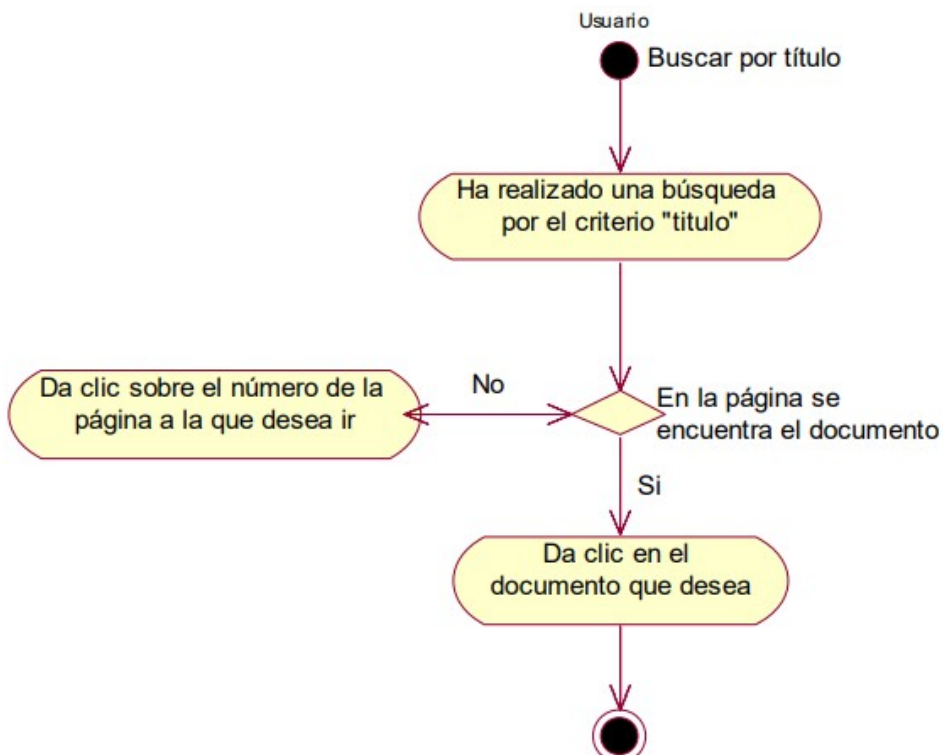 Usuario
Buscar por título
Ha realizado una búsqueda
por el criterio "titulo"
Da clic sobre el número de la
página a la que desea ir
No
En la página se
encuentra el documento
Si
Da clic en el
documento que desea